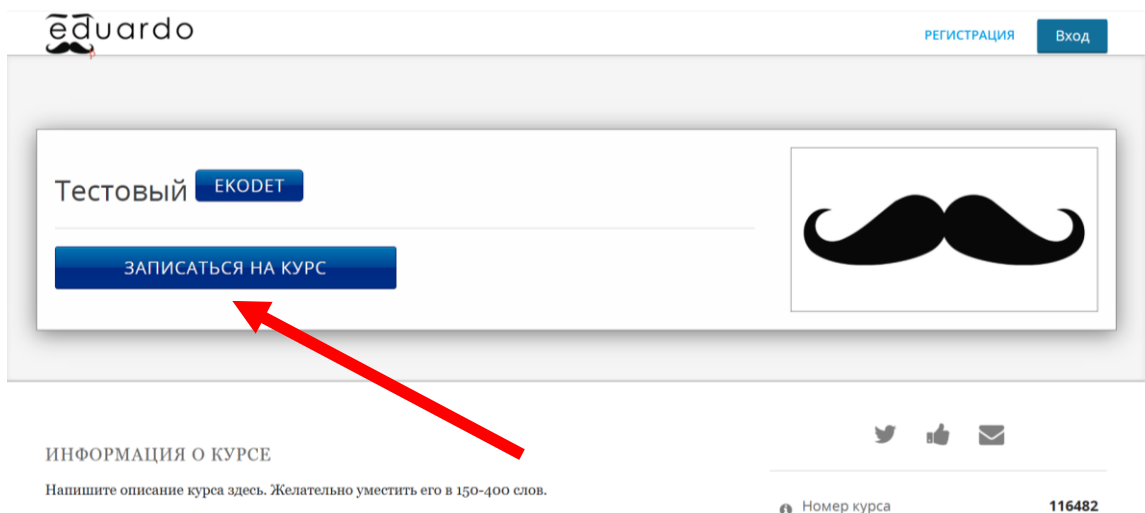 eduardo
РЕГИСТРАЦИЯ Вход
Тестовый EKODET
ЗАПИСАТЬСЯ НА КУРС
ИНФОРМАЦИЯ О КУРСЕ
Напишите описание курса здесь. Желательно уместить его в 150-400 слов.
Номер курса 116482